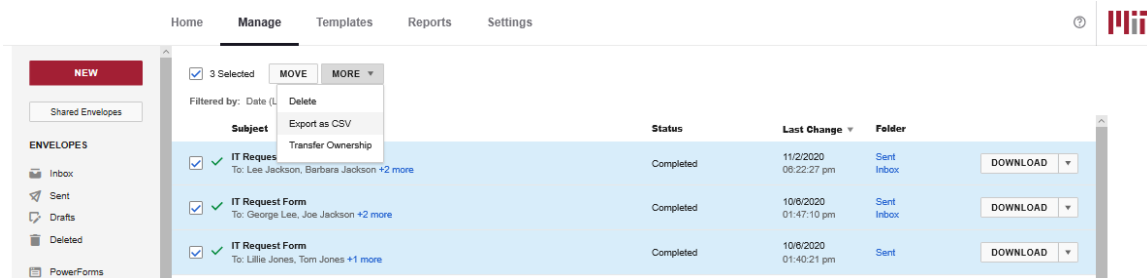 Home Manage Templates Reports Settings
NEW
Shared Envelopes
ENVELOPES
Inbox
Sent
Drafts
Deleted
PowerForms
3 Selected MOVE MORE
Filtered by: Date (L
Delete
Export as CSV
Transfer Ownership
Subject Status Last Change Folder
IT Reques
To: Lee Jackson, Barbara Jackson +2 more
Completed
11/2/2020
06:22:27 pm
Sent
Inbox
DOWNLOAD
IT Request Form
To: George Lee, Joe Jackson +2 more
Completed
10/6/2020
01:47:10 pm
Sent
Inbox
DOWNLOAD
IT Request Form
To: Lillie Jones, Tom Jones +1 more
Completed
10/6/2020
01:40:21 pm
Sent
DOWNLOAD